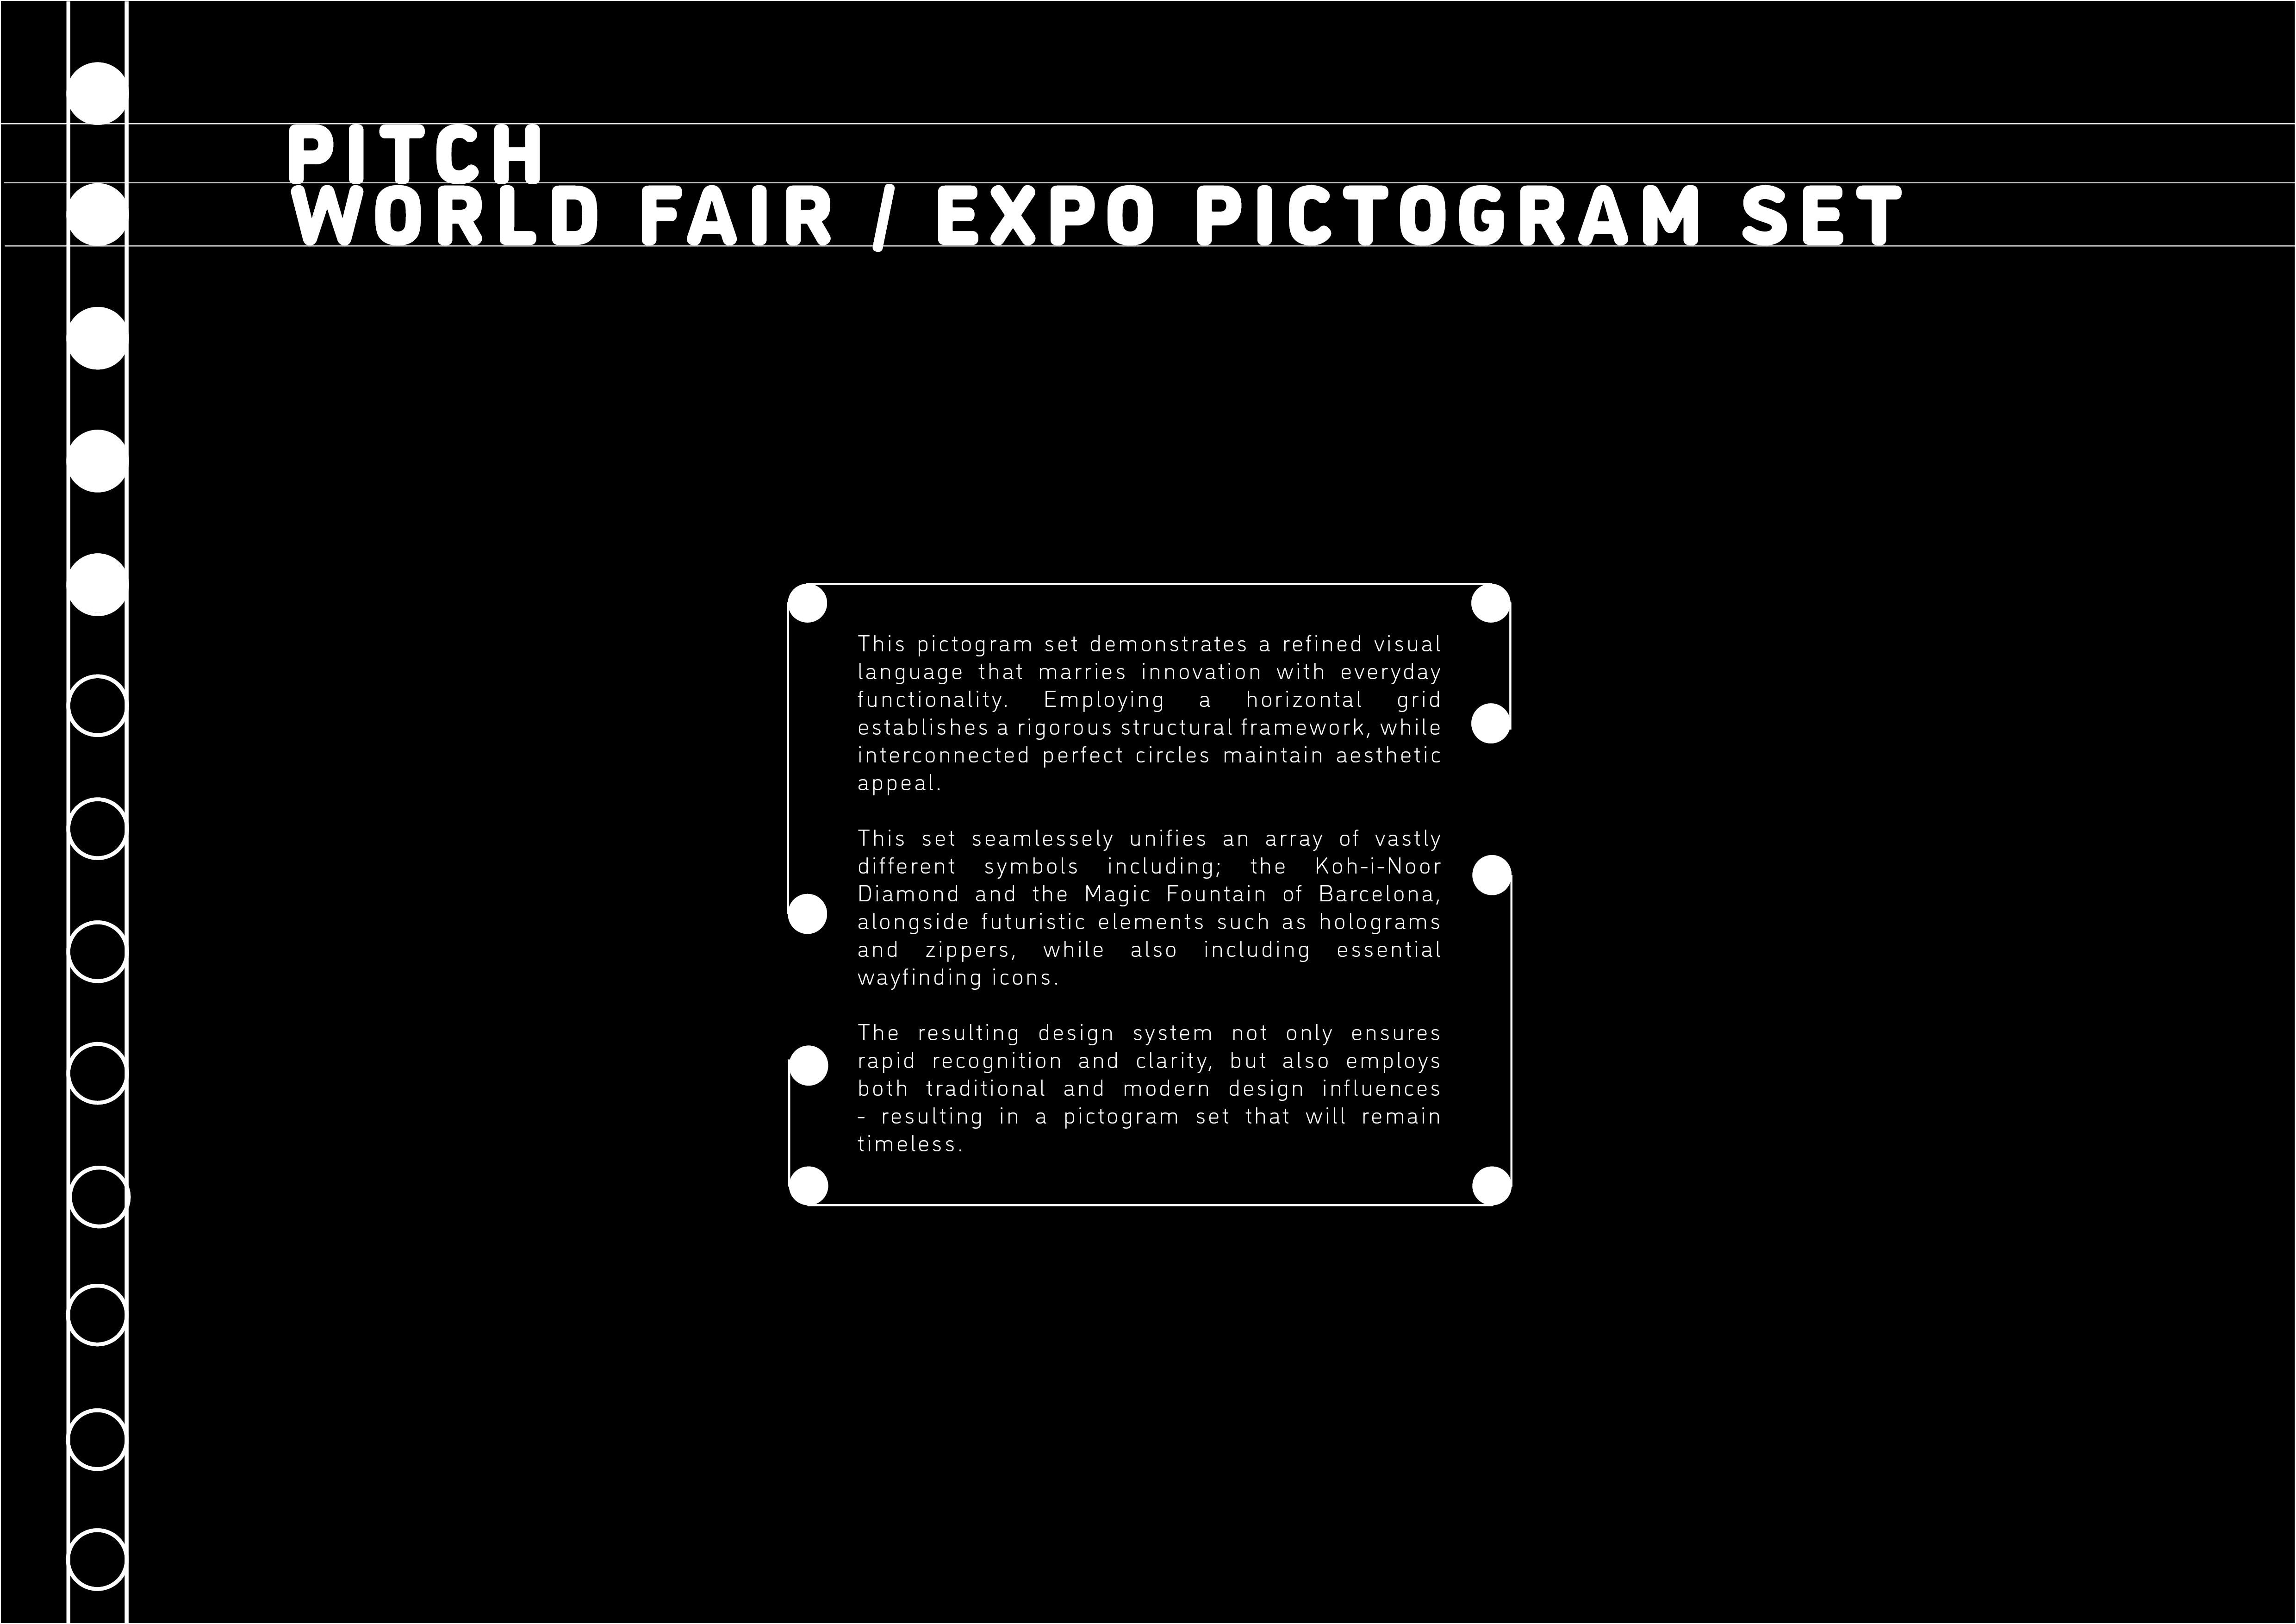 PITCH
WORLD FAIR / EXPO PICTOGRAM SET
This pictogram set demonstrates a refined visual
language that marries innovation with everyday
functionality. Employing a horizontal grid
establishes a rigorous structural framework, while
interconnected perfect circles maintain aesthetic
appeal.
This set seamlessely unifies an array of vastly
different symbols including; the Koh-i-Noor
Diamond and the Magic Fountain of Barcelona,
alongside futuristic elements such as holograms
and zippers, while also including essential
wayfinding icons.
The resulting design system not only ensures
rapid recognition and clarity, but also employs
both traditional and modern design influences
- resulting in a pictogram set that will remain
timeless.